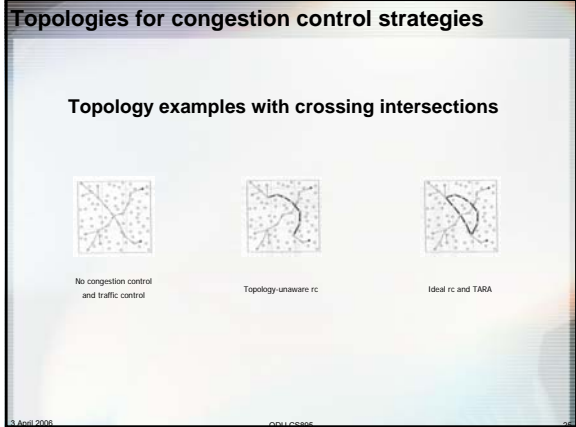 Topologies for congestion control strategies
Topology examples with crossing intersections
No congestion control
and traffic control
Topology-unaware rc
Ideal rc and TARA
3 April 2006
ODU CS895